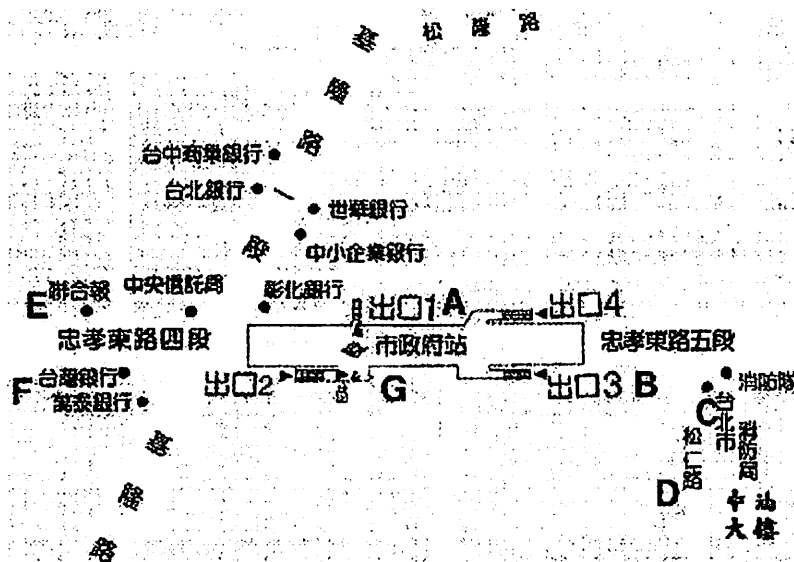 松隆路
基隆路
台中商業銀行
台北銀行
世華銀行
中小企業銀行
段
E
聯合報
中央信託局
彰化銀行
出口1
A
出口4
忠孝東路四段
市政府站
忠孝東路五段
F
台灣銀行
萬泰銀行
出口2
G
出口3
B
消防隊
C
台北市
消防局
松仁路
D
基隆路
中油
大樓